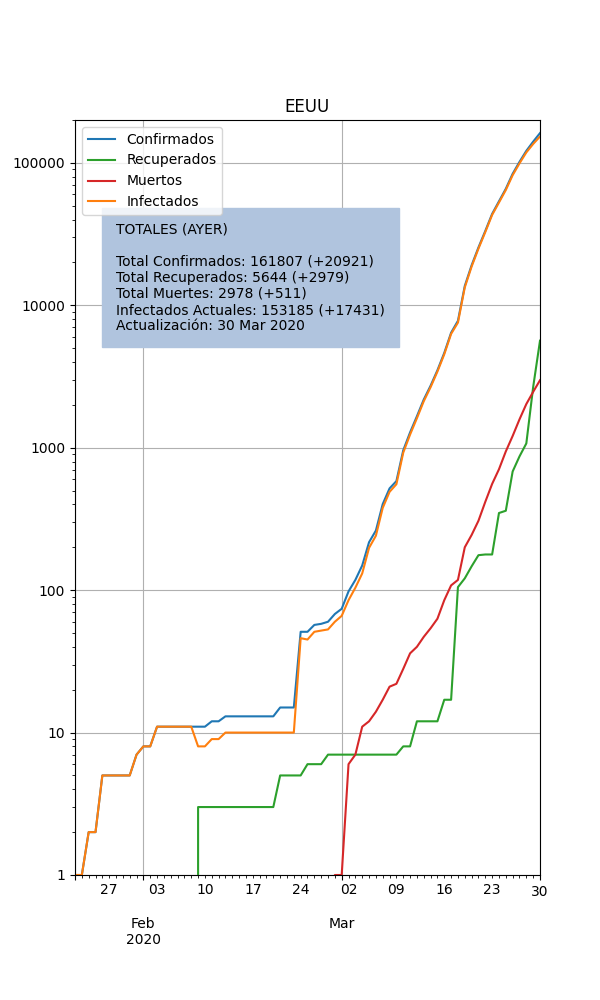 EEUU
Confirmados
Recuperados
Muertos
Infectados
TOTALES (AYER)
Total Confirmados: 161807 (+20921)
Total Recuperados: 5644 (+2979)
Total Muertes: 2978 (+511)
Infectados Actuales: 153185 (+17431)
Actualización: 30 Mar 2020
100000
10000
1000
100
10
1
27 03 10 17 24 02 09 16 23 30
Feb Mar
2020